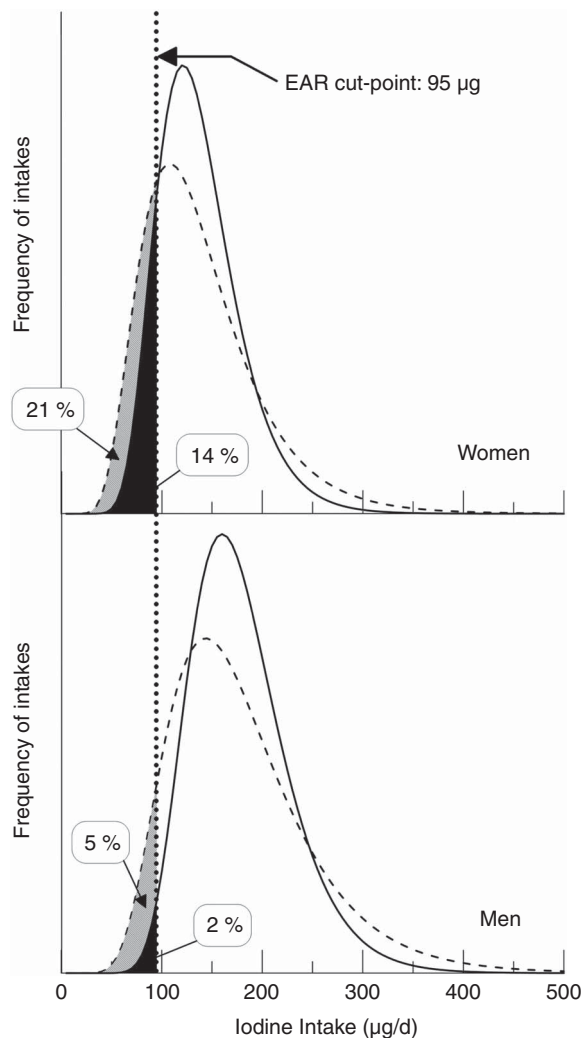 EAR cut-point: 95 µg
Frequency of intakes
21 %
14 %
Women
Frequency of intakes
5 %
2 %
Men
0 100 200 300 400 500
Iodine Intake (µg/d)